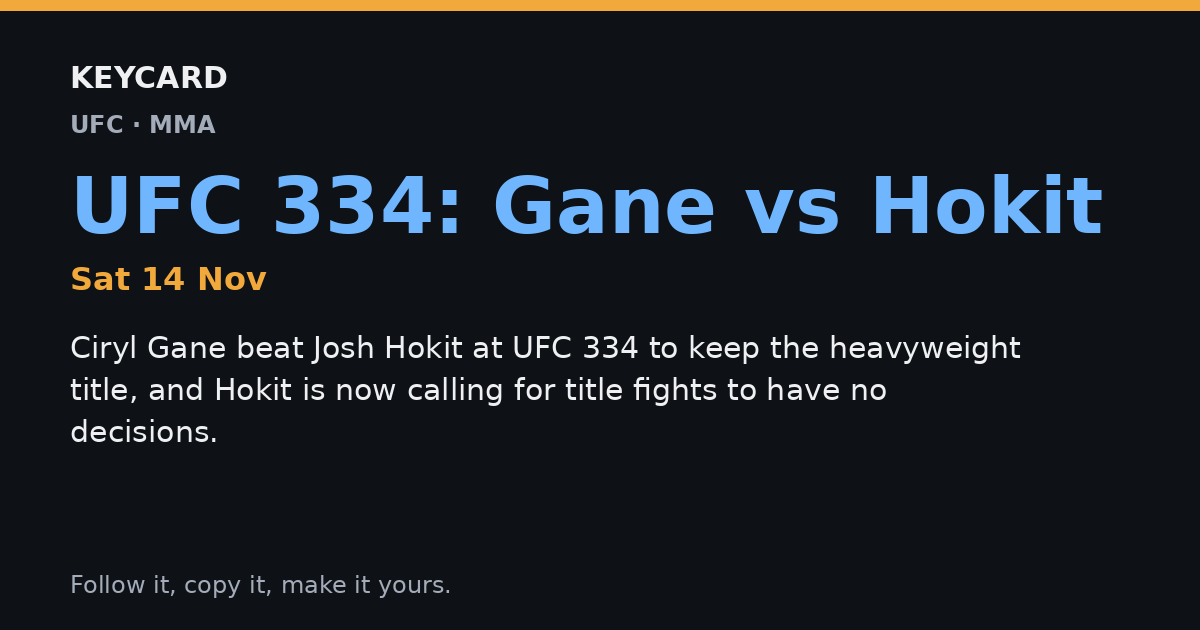 KEYCARD
UFC · MMA
UFC 334: Gane vs Hokit
Sat 14 Nov
Ciryl Gane beat Josh Hokit at UFC 334 to keep the heavyweight
title, and Hokit is now calling for title fights to have no
decisions.
Follow it, copy it, make it yours.